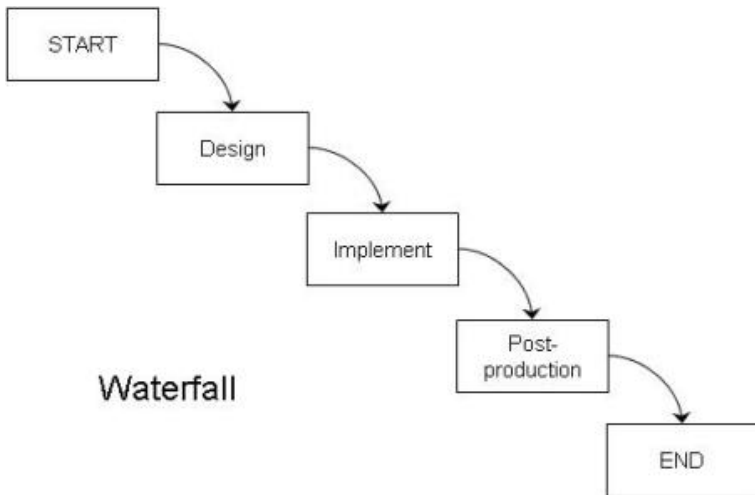 START
Design
Implement
Post-
production
Waterfall
END